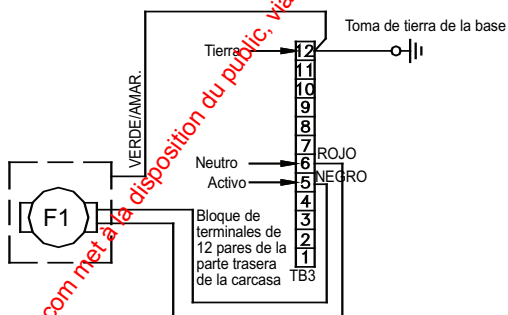 Toma de tierra de la base
Tierra
12
11
10
9
8
7
6
5
4
3
2
1
TB3
VERDE/AMAR.
Neutro
Activo
ROJO
NEGRO
F1
Bloque de
terminales de
12 pares de la
parte trasera
de la carcasa
com met à la disposition du public, via